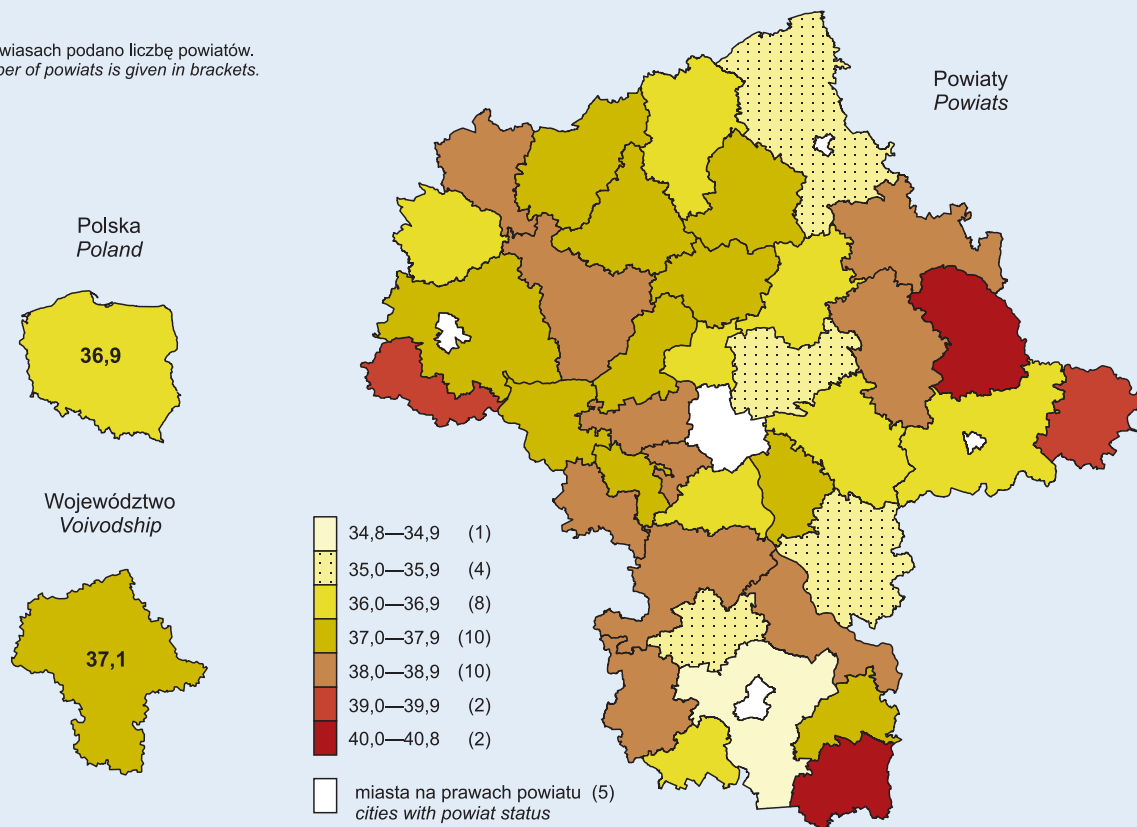 wiasach podano liczbę powiatów.
ber of powiats is given in brackets.
Powiaty
Powiats
Polska
Poland
36,9
Województwo
Voivodship
37,1
34,8—34,9 (1)
35,0—35,9 (4)
36,0—36,9 (8)
37,0—37,9 (10)
38,0—38,9 (10)
39,0—39,9 (2)
40,0—40,8 (2)
miasta na prawach powiatu (5)
cities with powiat status